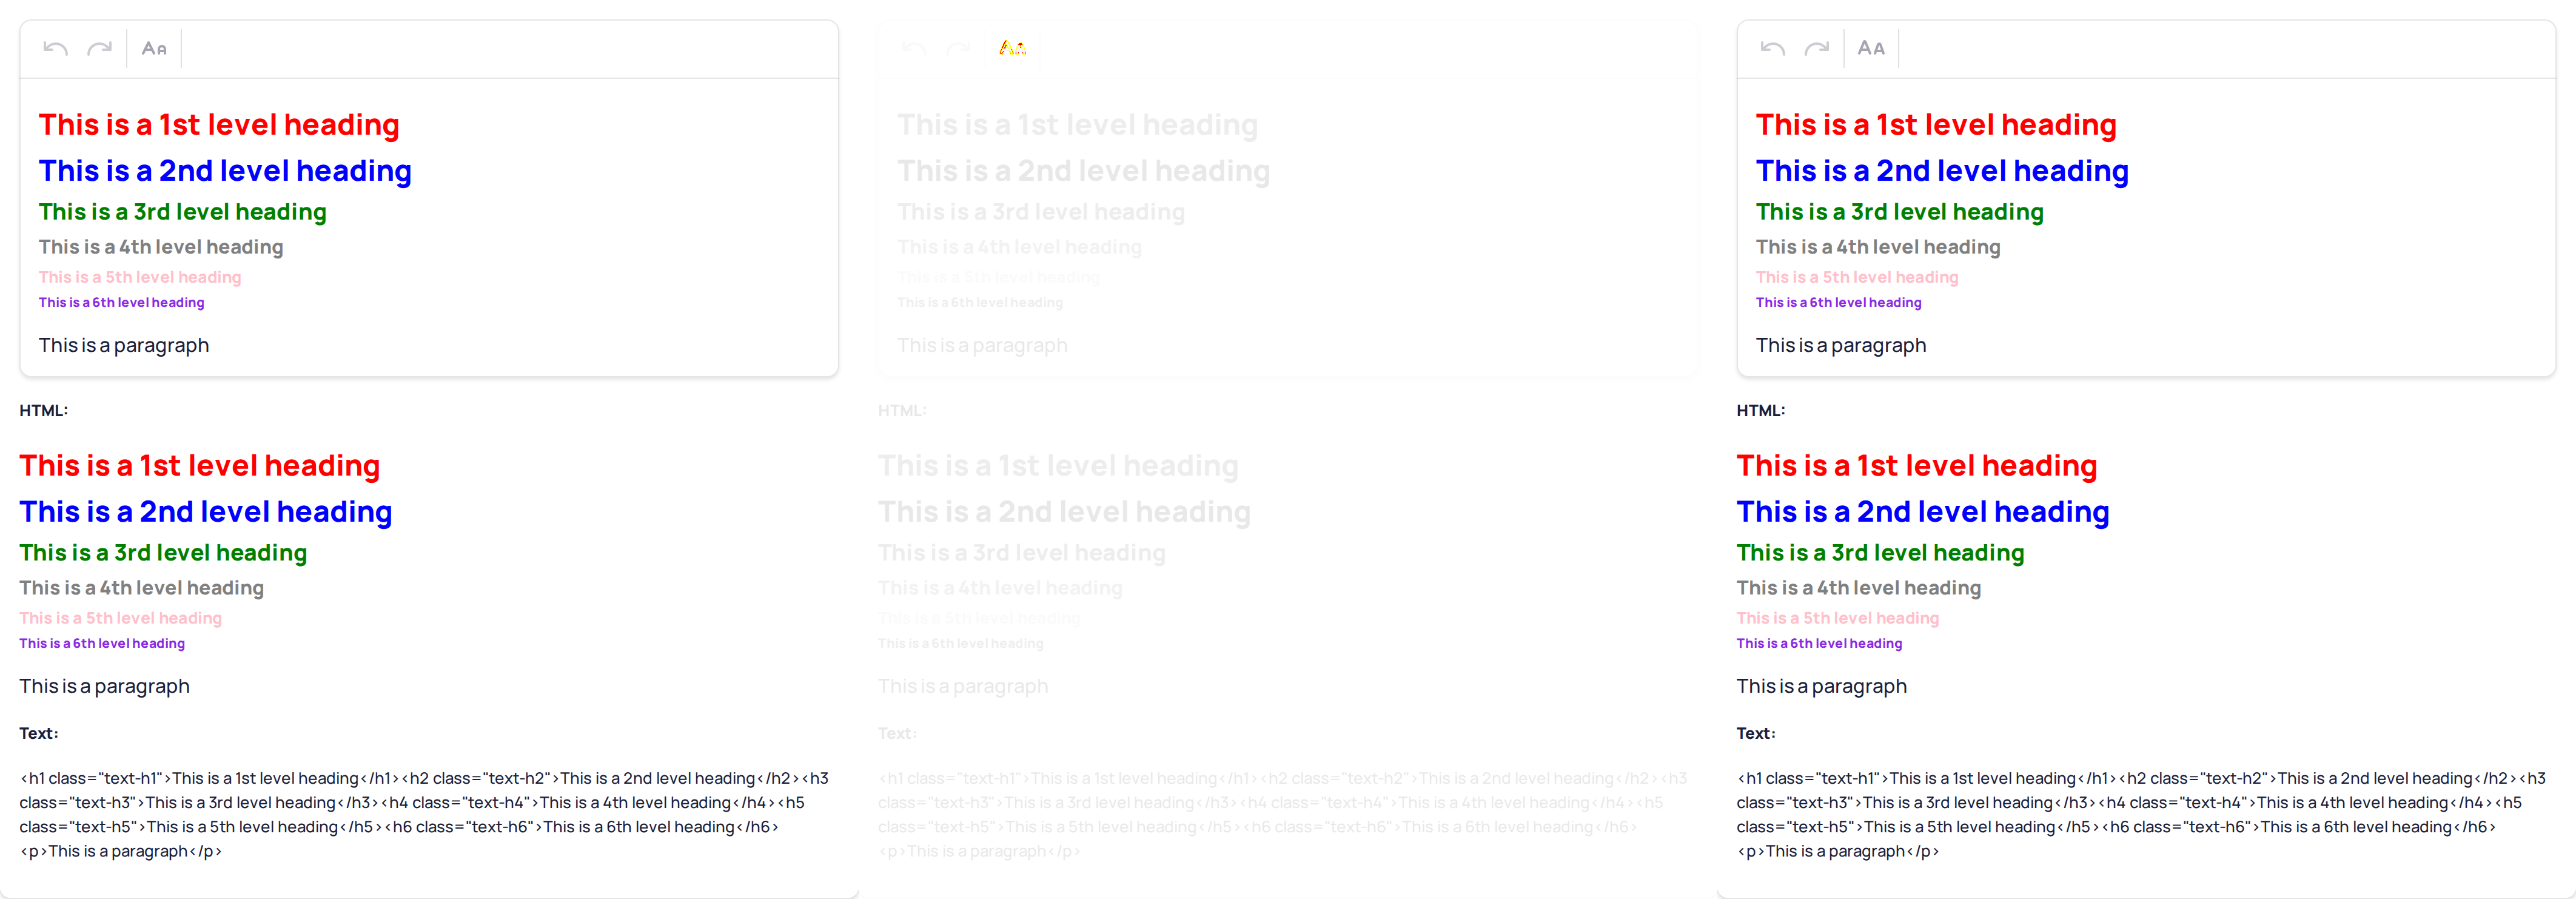 AA
This is a 1st level heading
This is a 2nd level heading
This is a 3rd level heading
This is a 4th level heading
This is a 5th level heading
This is a 6th level heading
This is a paragraph
HTML:
This is a 1st level heading
This is a 2nd level heading
This is a 3rd level heading
This is a 4th level heading
This is a 5th level heading
This is a 6th level heading
This is a paragraph
Text:
<h1 class="text-h1">This is a 1st level heading</h1><h2 class="text-h2">This is a 2nd level heading</h2><h3
class="text-h3">This is a 3rd level heading</h3><h4 class="text-h4">This is a 4th level heading</h4><h5
class="text-h5">This is a 5th level heading</h5><h6 class="text-h6">This is a 6th level heading</h6>
<p>This is a paragraph</p>
AA
This is a 1st level heading
This is a 2nd level heading
This is a 3rd level heading
This is a 4th level heading
This is a 5th level heading
This is a 6th level heading
This is a paragraph
HTML:
This is a 1st level heading
This is a 2nd level heading
This is a 3rd level heading
This is a 4th level heading
This is a 5th level heading
This is a 6th level heading
This is a paragraph
Text:
<h1 class="text-h1">This is a 1st level heading</h1><h2 class="text-h2">This is a 2nd level heading</h2><h3
class="text-h3">This is a 3rd level heading</h3><h4 class="text-h4">This is a 4th level heading</h4><h5
class="text-h5">This is a 5th level heading</h5><h6 class="text-h6">This is a 6th level heading</h6>
<p>This is a paragraph</p>
AA
This is a 1st level heading
This is a 2nd level heading
This is a 3rd level heading
This is a 4th level heading
This is a 5th level heading
This is a 6th level heading
This is a paragraph
HTML:
This is a 1st level heading
This is a 2nd level heading
This is a 3rd level heading
This is a 4th level heading
This is a 5th level heading
This is a 6th level heading
This is a paragraph
Text:
<h1 class="text-h1">This is a 1st level heading</h1><h2 class="text-h2">This is a 2nd level heading</h2><h3
class="text-h3">This is a 3rd level heading</h3><h4 class="text-h4">This is a 4th level heading</h4><h5
class="text-h5">This is a 5th level heading</h5><h6 class="text-h6">This is a 6th level heading</h6>
<p>This is a paragraph</p>